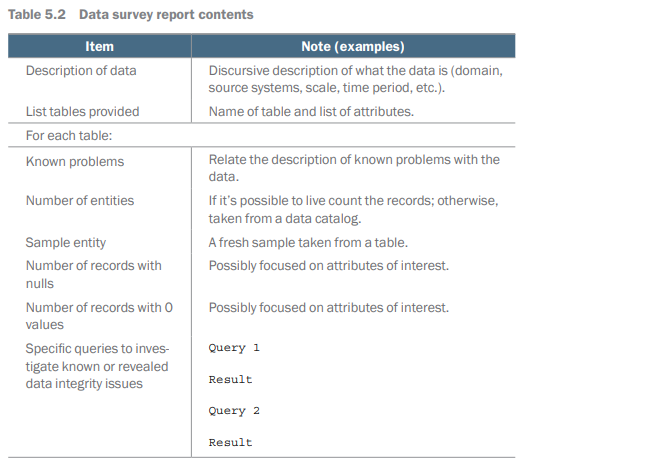 Table 5.2 Data survey report contents
Item Note (examples)
Description of data Discursive description of what the data is (domain,
source systems, scale, time period, etc.).
List tables provided Name of table and list of attributes.
For each table:
Known problems Relate the description of known problems with the
data.
Number of entities If it’s possible to live count the records; otherwise,
taken from a data catalog.
Sample entity A fresh sample taken from a table.
Number of records with Possibly focused on attributes of interest.
nulls
Number of records with 0 Possibly focused on attributes of interest.
values
Specific queries to inves- Query 1
tigate known or revealed
data integrity issues
Result
Query 2
Result